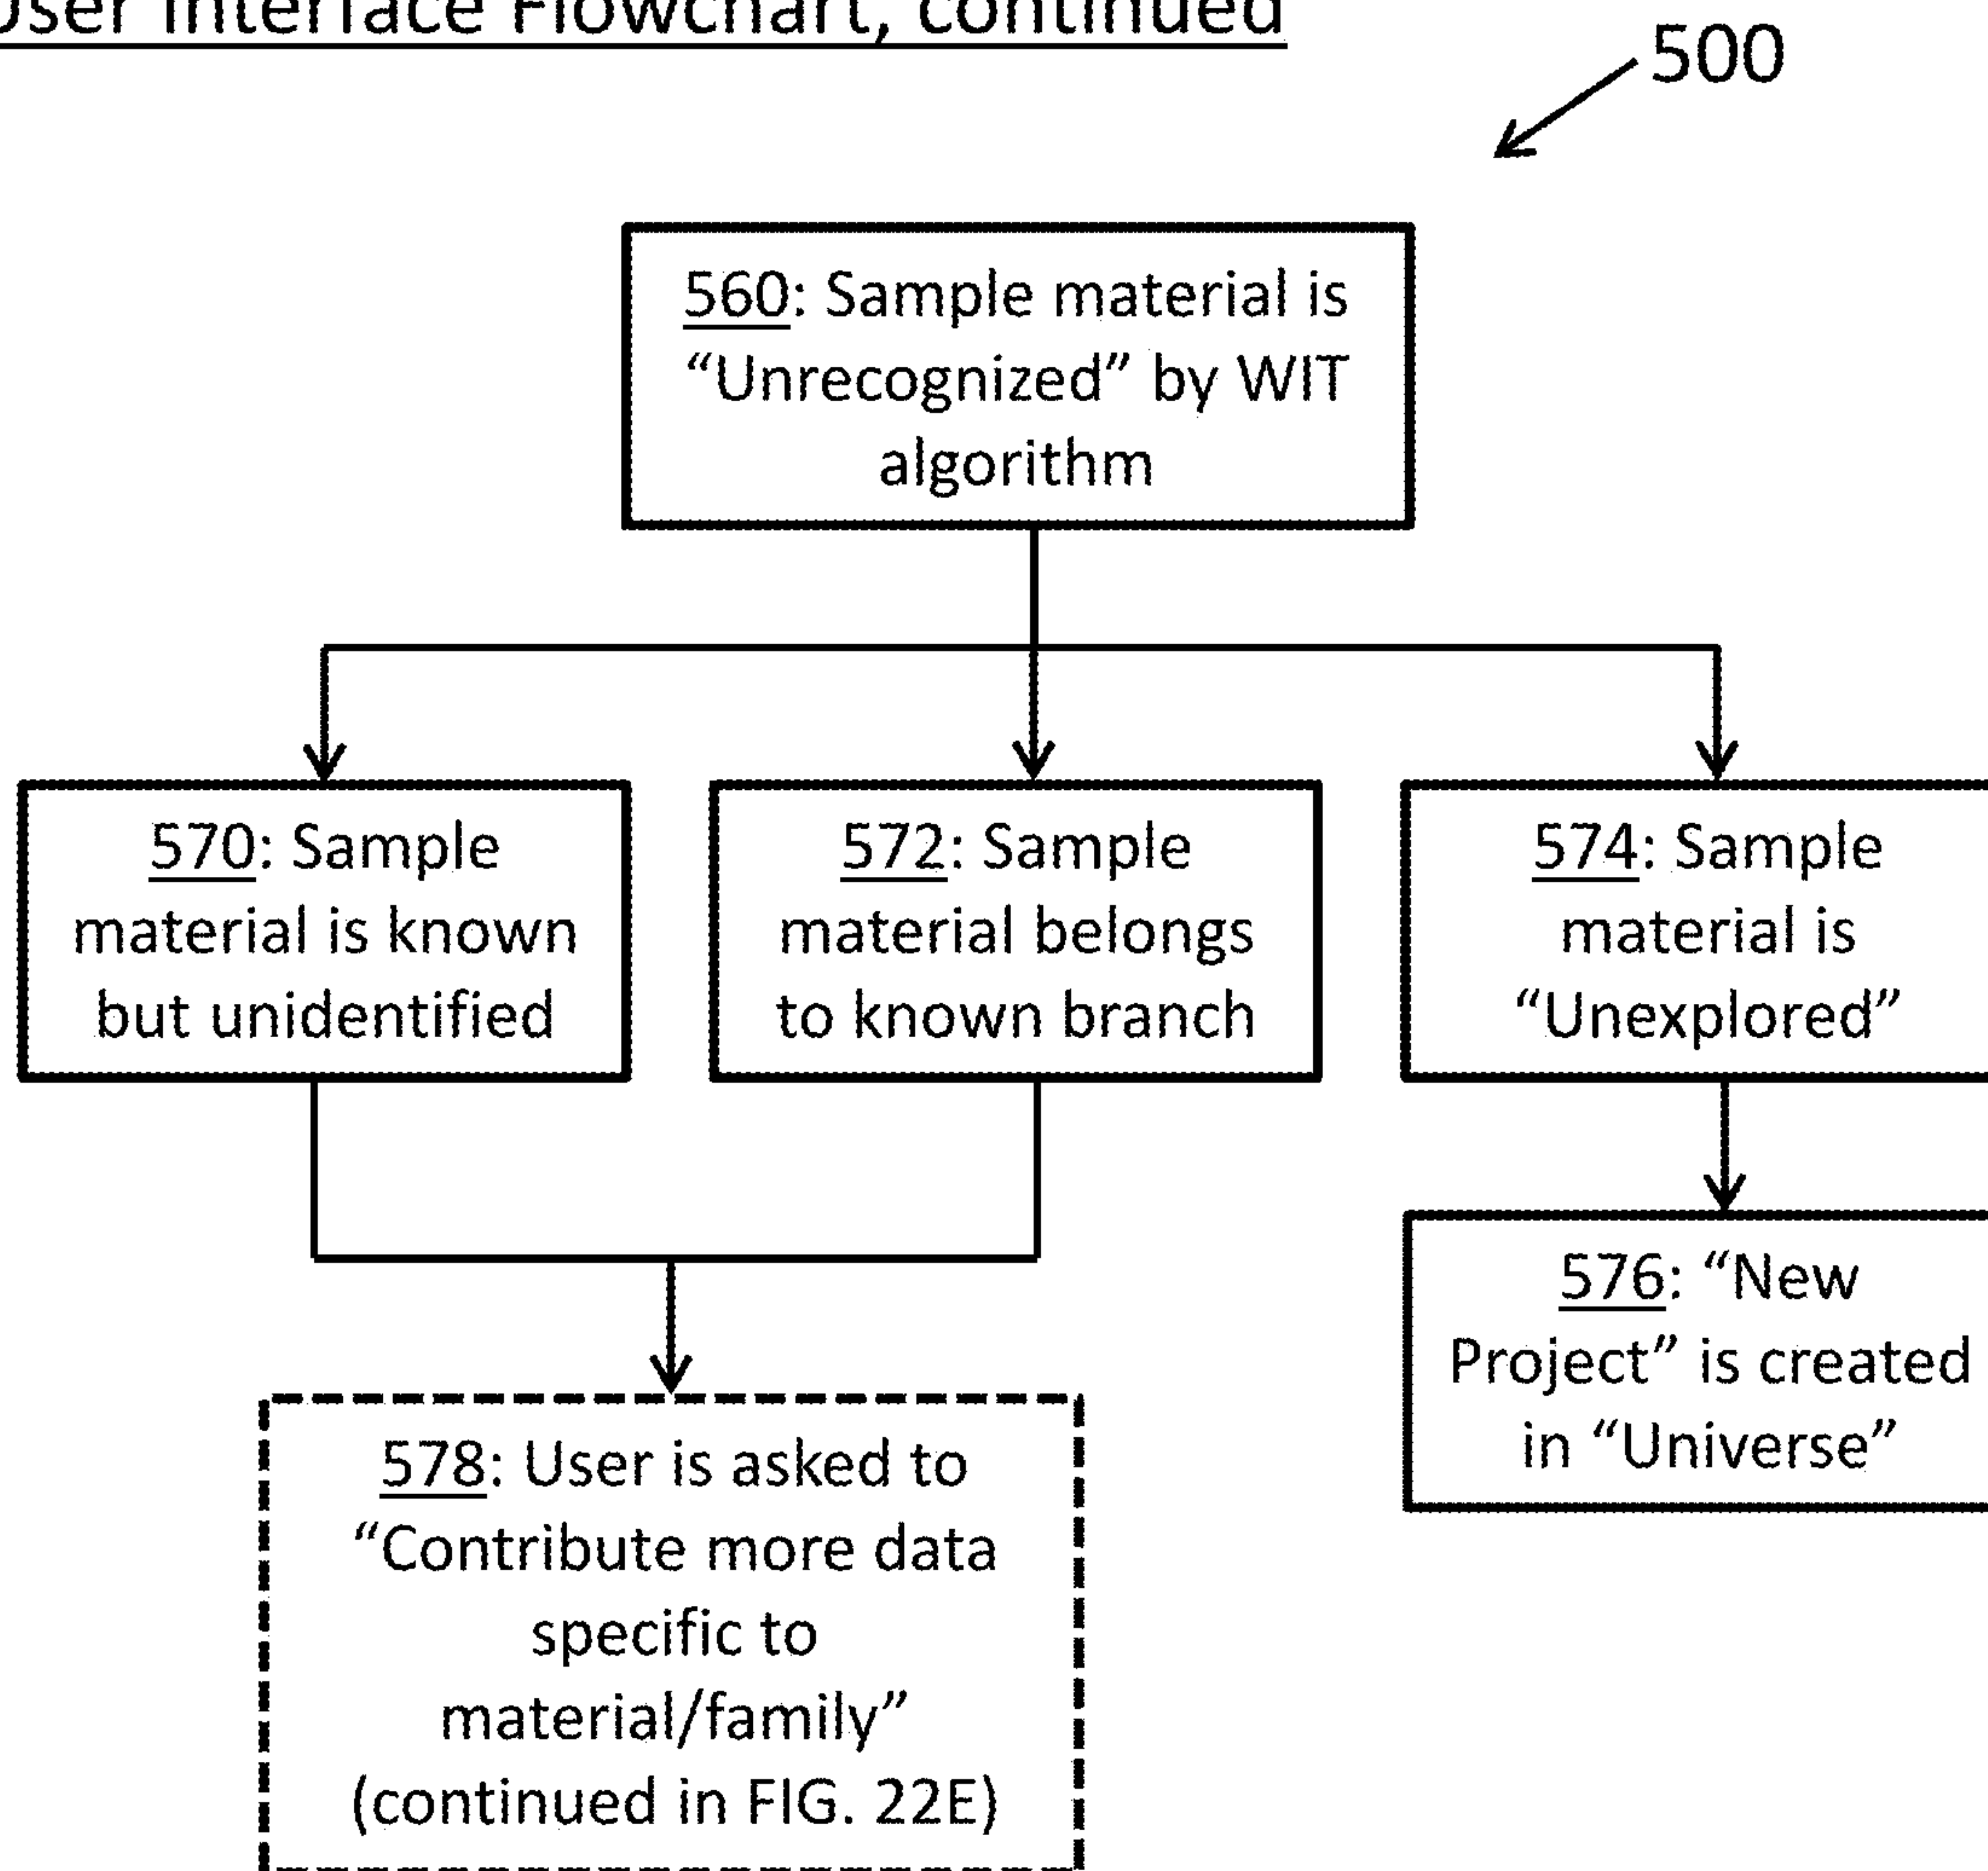 User Interface Flowchart, continued
500
560: Sample material is
“Unrecognized” by WIT
algorithm
570: Sample
material is known
but unidentified
572: Sample
material belongs
to known branch
574: Sample
material is
“Unexplored”
576: “New
Project” is created
in “Universe”
578: User is asked to
“Contribute more data
specific to
material/family”
(continued in FIG. 22E)